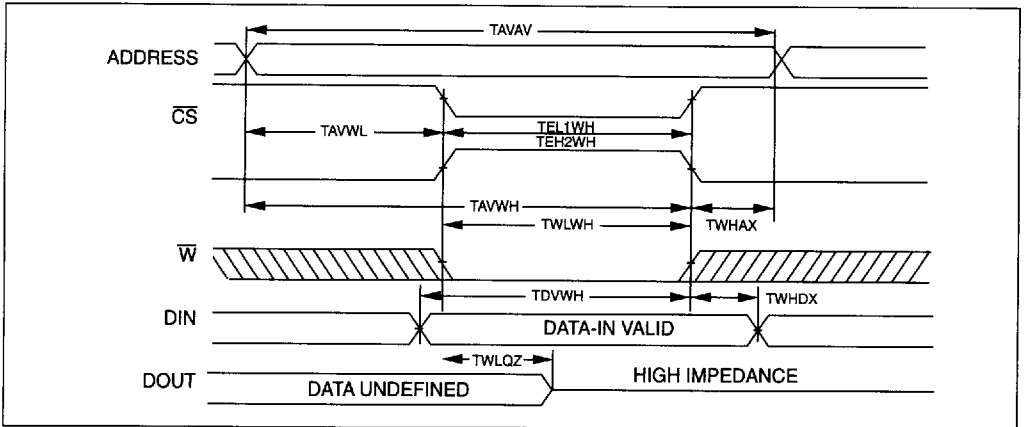 TAVAV
ADDRESS
CS
TAVWL
TEL1WH
TEH2WH
TAVWH
TWLWH
TWHAX
W
TDVWH
TWHDX
DIN
DATA-IN VALID
TWLQZ
DOUT
DATA UNDEFINED
HIGH IMPEDANCE